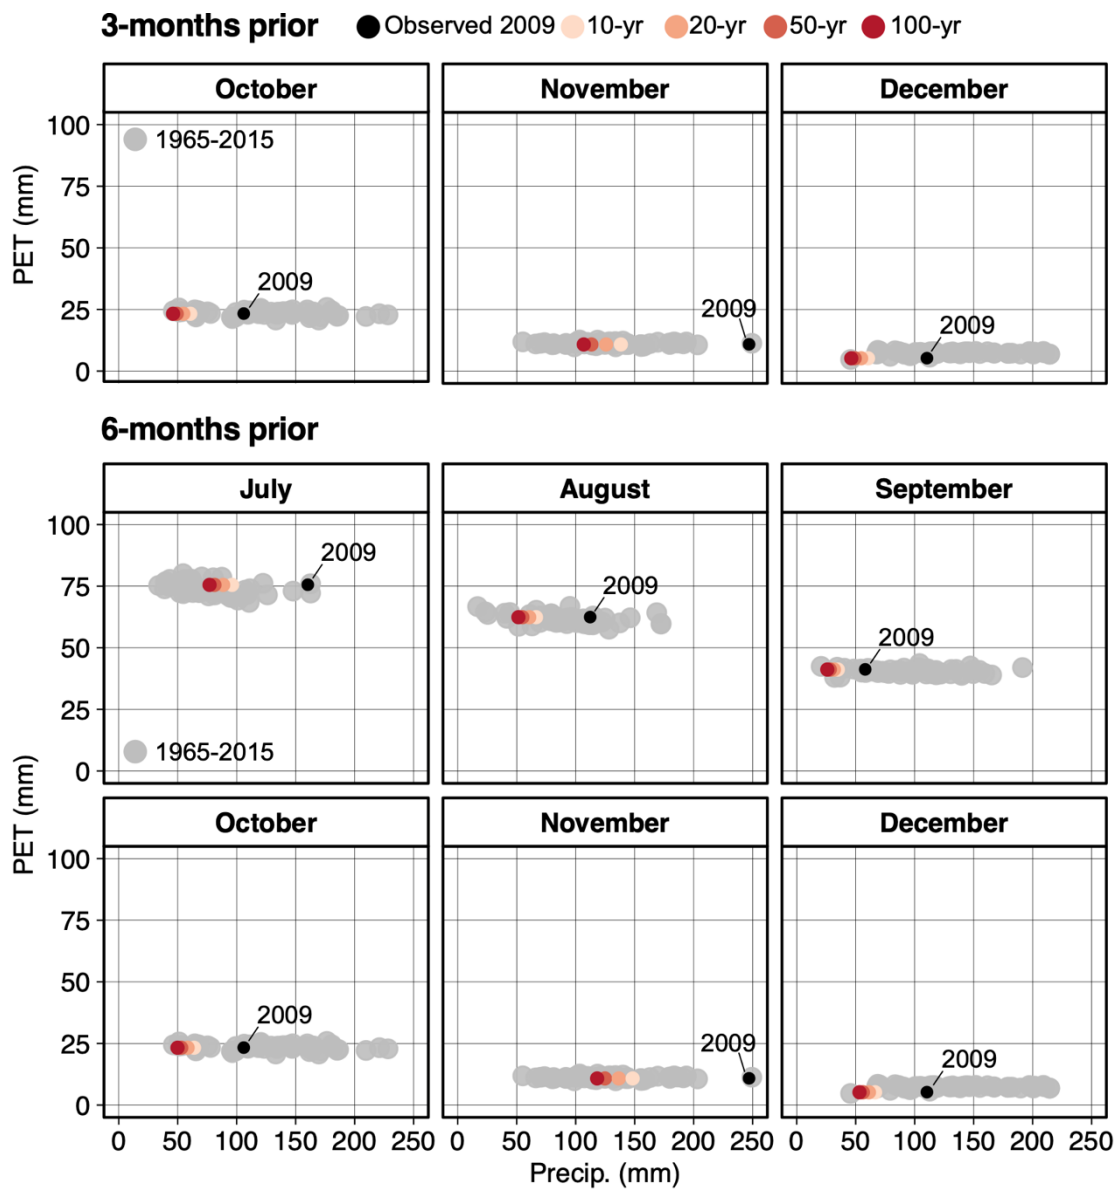 3-months prior Observed 2009 10-yr 20-yr 50-yr 100-yr
October November December
100
1965-2015
75
PET (mm)
50
2009 2009 2009
25
0
6-months prior
July August September
100
2009
75
2009
50
2009
25
1965-2015
0
PET (mm)
October November December
100
75
50
2009 2009 2009
25
0
0 50 100 150 200 250 0 50 100 150 200 250 0 50 100 150 200 250
Precip. (mm)